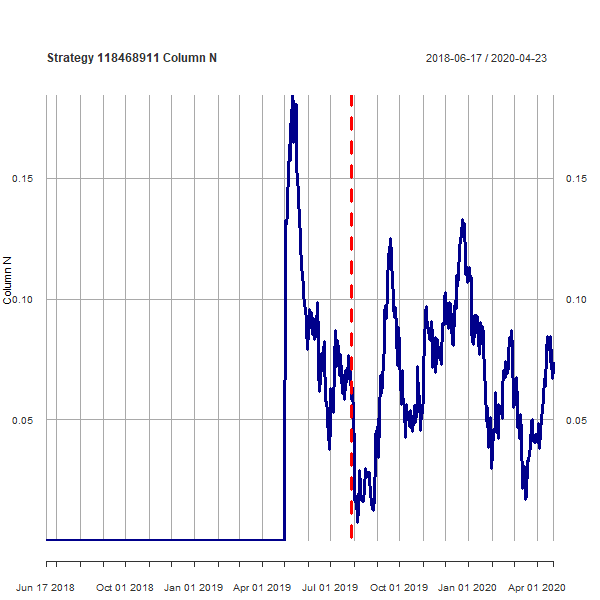 Strategy 118468911 Column N
2018-06-17 / 2020-04-23
0.15
0.15
Column N
0.10
0.10
0.05
0.05
Jun 17 2018
Oct 01 2018
Jan 01 2019
Apr 01 2019
Jul 01 2019
Oct 01 2019
Jan 01 2020
Apr 01 2020